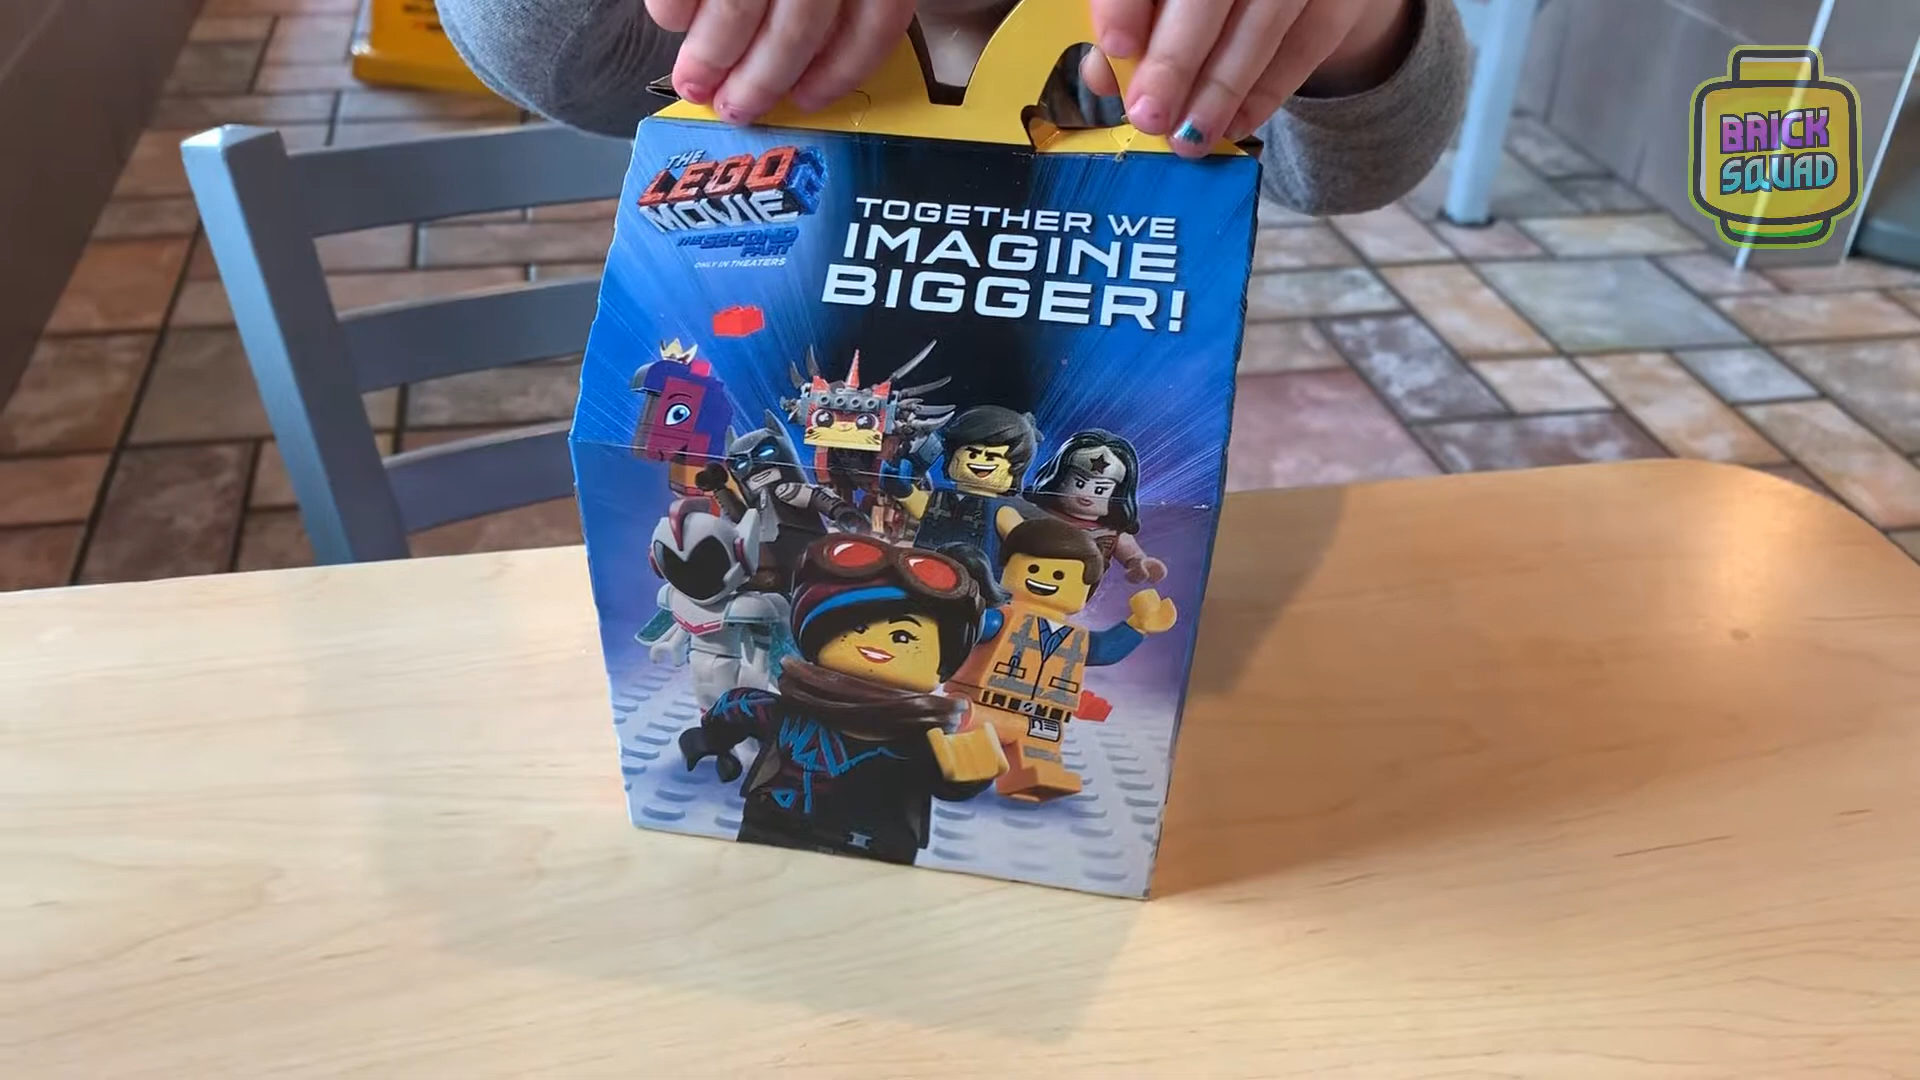 THE
LEGO
MOVIE 2
THE SECOND
PART
ONLY IN THEATERS
TOGETHER WE
IMAGINE
BIGGER!
BRICK
SQUAD